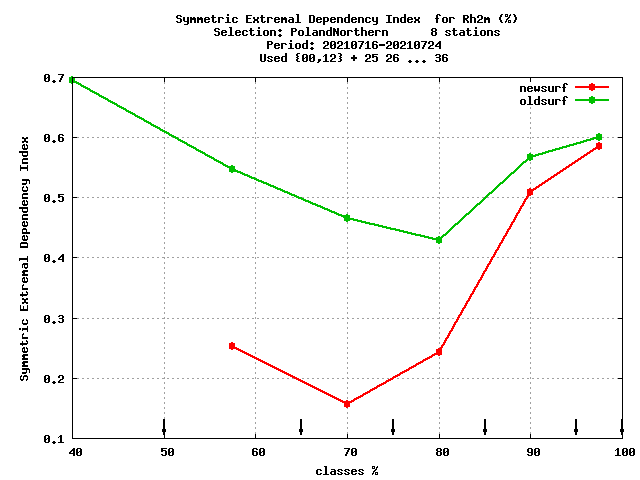 Symmetric Extremal Dependency Index  for Rh2m (%)
Selection: PolandNorthern      8 stations
Period: 20210716-20210724
Used {00,12} + 25 26 ... 36
newsurf
oldsurf
Symmetric Extremal Dependency Index
0.7
0.6
0.5
0.4
0.3
0.2
0.1
40 50 60 70 80 90 100
classes %